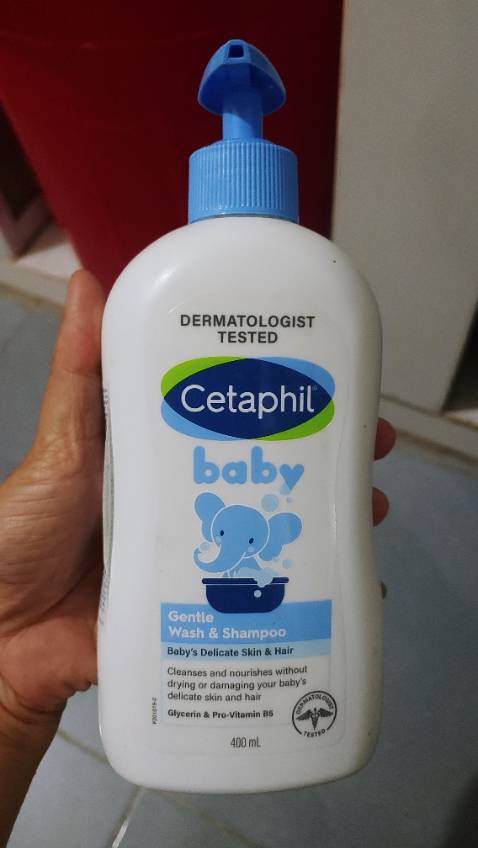 DERMATOLOGIST
TESTED
Cetaphil
baby
Gentle
Wash & Shampoo
Baby's Delicate Skin & Hair
Cleanses and nourishes without
drying or damaging your baby's
delicate skin and hair
Glycerin & Pro-Vitamin B5
DERMATOLOGIST
TESTED
400 mL